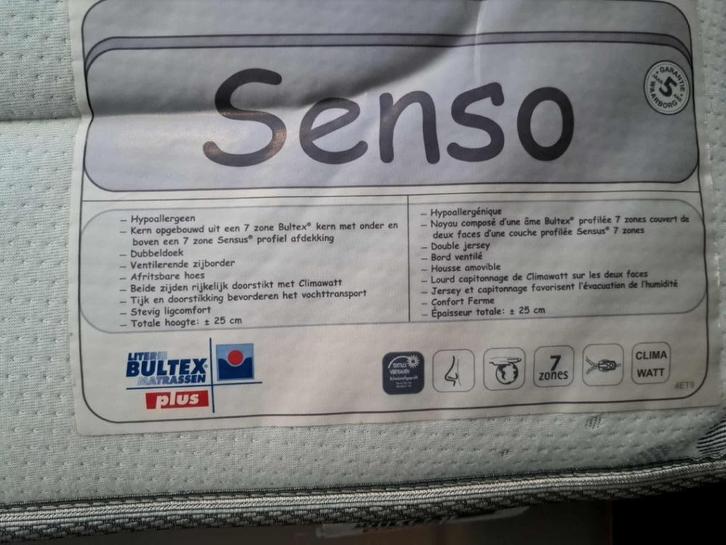 Senso
GARANTIE
5
WAARBORG
– Hypoallergeen
– Kern opgebouwd uit een 7 zone Bultex® kern met onder en
boven een 7 zone Sensus® profiel afdekking
– Dubbeldoek
– Ventilerende zijborder
– Afritsbare hoes
– Beide zijden rijkelijk doorstikt met Climawatt
– Tijk en doorstikking bevorderen het vochttransport
– Stevig ligcomfort
– Totale hoogte: ± 25 cm
– Hypoallergénique
– Noyau composé d'une âme Bultex® profilée 7 zones couvert de
deux faces d'une couche profilée Sensus® 7 zones
– Double jersey
– Bord ventilé
– Housse amovible
– Lourd capitonnage de Climawatt sur les deux faces
– Jersey et capitonnage favorisent l'évacuation de l'humidité
– Confort Ferme
– Épaisseur totale: ± 25 cm
LITERIE
BULTEX®
MATRASSEN
plus
7
zones
CLIMA
WATT